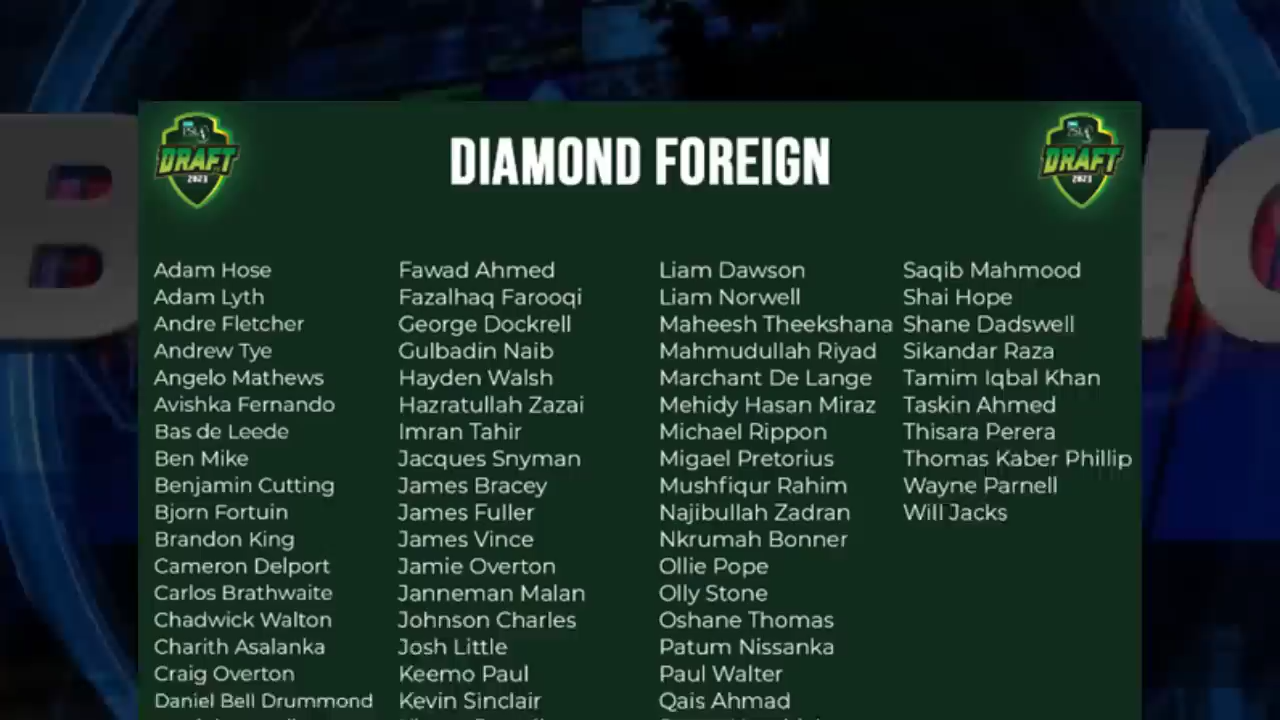 DIAMOND FOREIGN
DRAFT
2023
DRAFT
2023
Adam Hose
Adam Lyth
Andre Fletcher
Andrew Tye
Angelo Mathews
Avishka Fernando
Bas de Leede
Ben Mike
Benjamin Cutting
Bjorn Fortuin
Brandon King
Cameron Delport
Carlos Brathwaite
Chadwick Walton
Charith Asalanka
Craig Overton
Daniel Bell Drummond
Fawad Ahmed
Fazalhaq Farooqi
George Dockrell
Gulbadin Naib
Hayden Walsh
Hazratullah Zazai
Imran Tahir
Jacques Snyman
James Bracey
James Fuller
James Vince
Jamie Overton
Janneman Malan
Johnson Charles
Josh Little
Keemo Paul
Kevin Sinclair
Liam Dawson
Liam Norwell
Maheesh Theekshana
Mahmudullah Riyad
Marchant De Lange
Mehidy Hasan Miraz
Michael Rippon
Migael Pretorius
Mushfiqur Rahim
Najibullah Zadran
Nkrumah Bonner
Ollie Pope
Olly Stone
Oshane Thomas
Patum Nissanka
Paul Walter
Qais Ahmad
Saqib Mahmood
Shai Hope
Shane Dadswell
Sikandar Raza
Tamim Iqbal Khan
Taskin Ahmed
Thisara Perera
Thomas Kaber Phillip
Wayne Parnell
Will Jacks